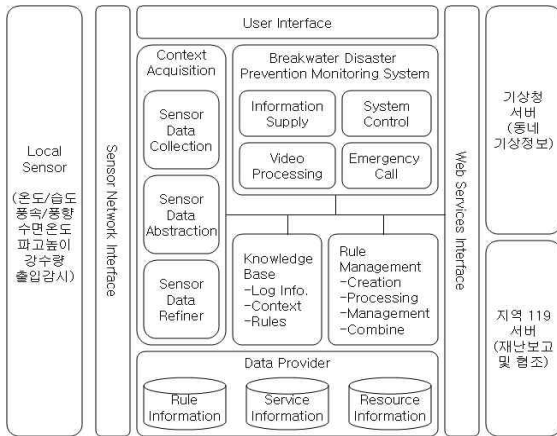 User Interface
Local
Sensor
(온도/습도
풍속/풍향
수면온도
파고높이
강수량
출입감시)
Sensor Network Interface
Context
Acquisition
Sensor
Data
Collection
Sensor
Data
Abstraction
Sensor
Data
Refiner
Breakwater Disaster
Prevention Monitoring System
Information
Supply
System
Control
Video
Processing
Emergency
Call
Knowledge
Base
-Log Info.
-Context
-Rules
Rule
Management
-Creation
-Processing
-Management
-Combine
Data Provider
Rule
Information
Service
Information
Resource
Information
Web Services Interface
기상청
서버
(동네
기상정보)
지역 119
서버
(재난보고
및 협조)